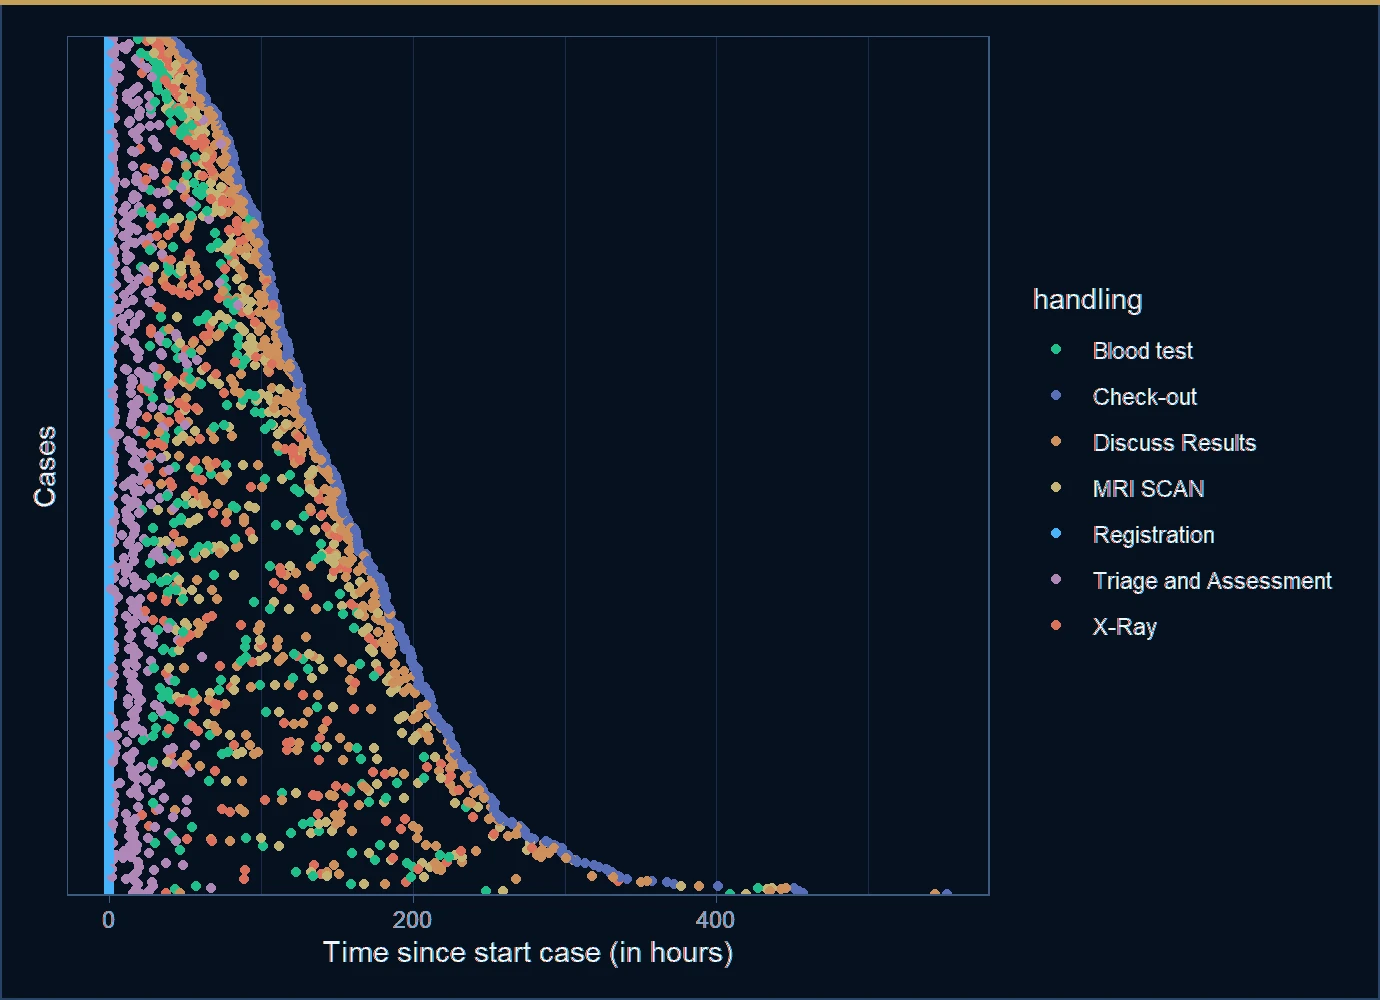 handling
Blood test
Check-out
Discuss Results
MRI SCAN
Registration
Triage and Assessment
X-Ray
Cases
0
200
400
Time since start case (in hours)